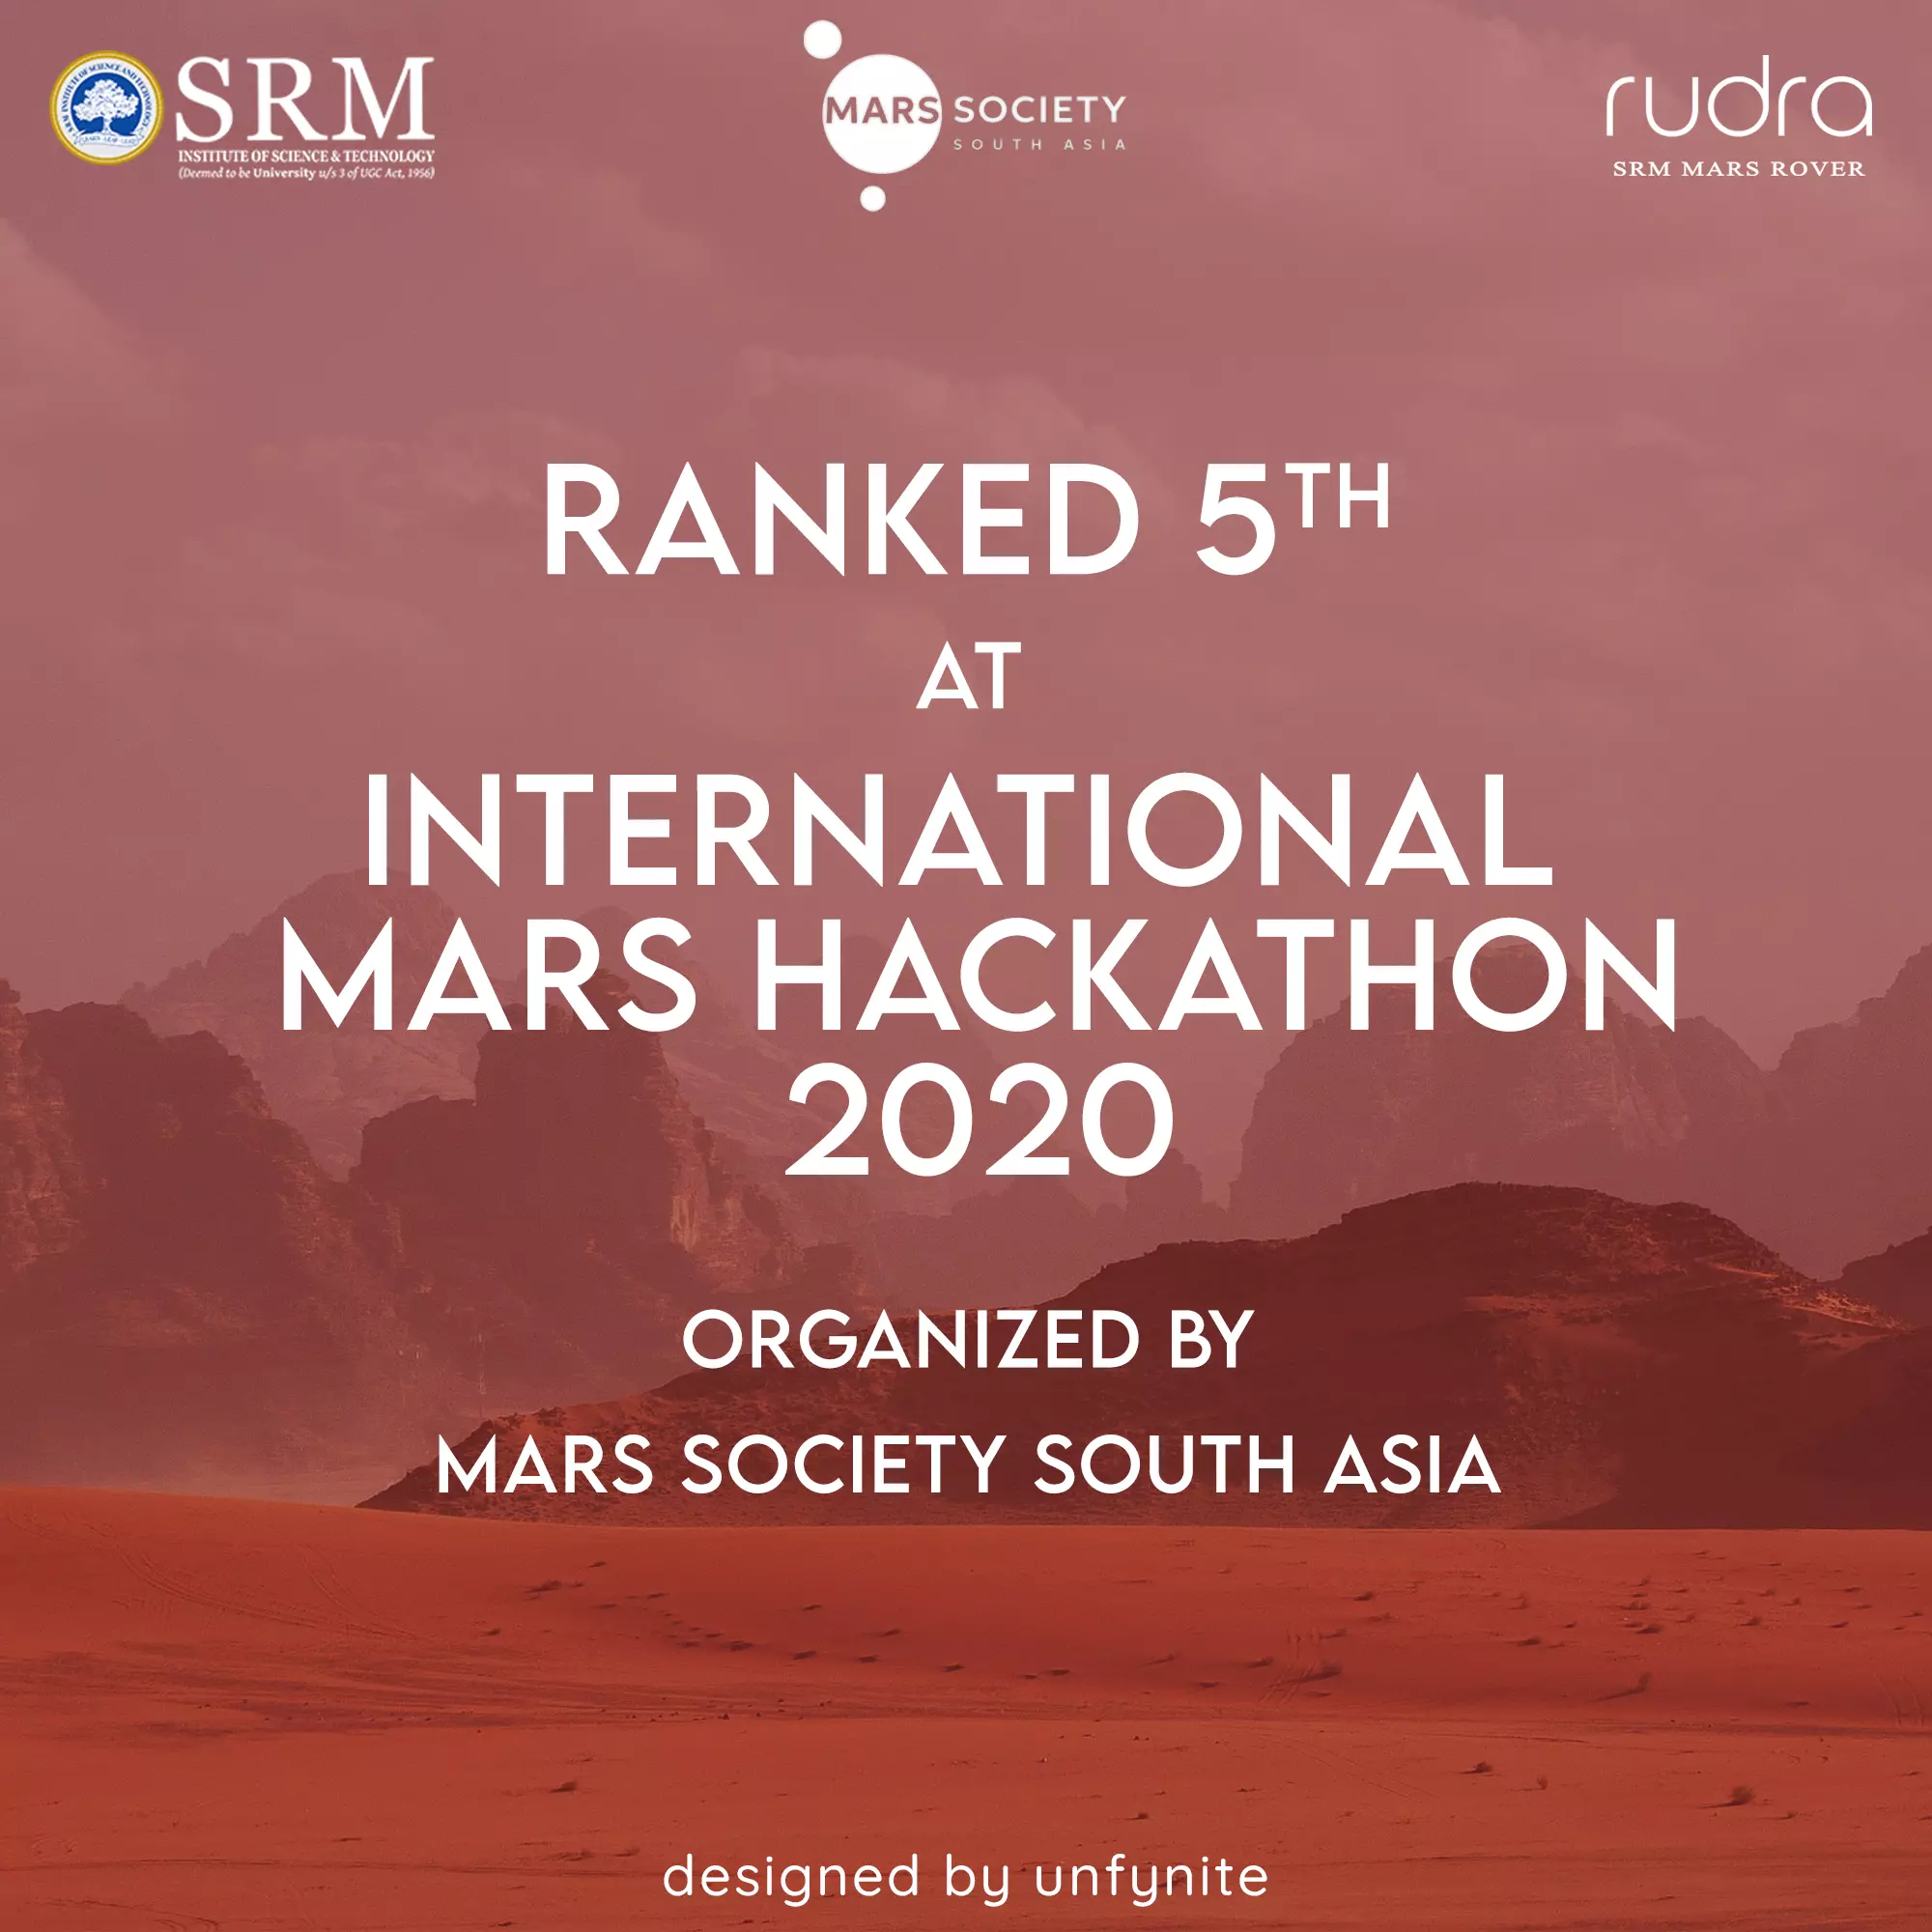 SRM
INSTITUTE OF SCIENCE & TECHNOLOGY
(Deemed to be University u/s 3 of UGC Act, 1956)
MARS SOCIETY
SOUTH ASIA
rudra
SRM MARS ROVER
RANKED 5TH
AT
INTERNATIONAL
MARS HACKATHON
2020
ORGANIZED BY
MARS SOCIETY SOUTH ASIA
designed by unfynite